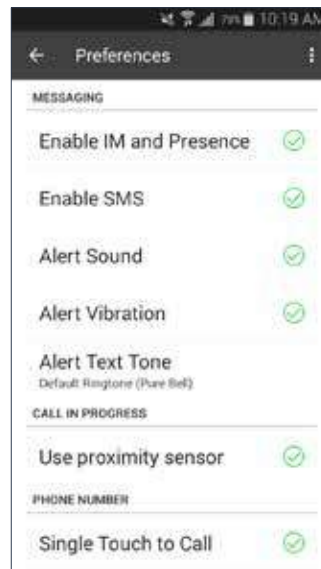 10:19 AM
Preferences
MESSAGING
Enable IM and Presence
Enable SMS
Alert Sound
Alert Vibration
Alert Text Tone
Default Ringtone (Pure Bell)
CALL IN PROGRESS
Use proximity sensor
PHONE NUMBER
Single Touch to Call